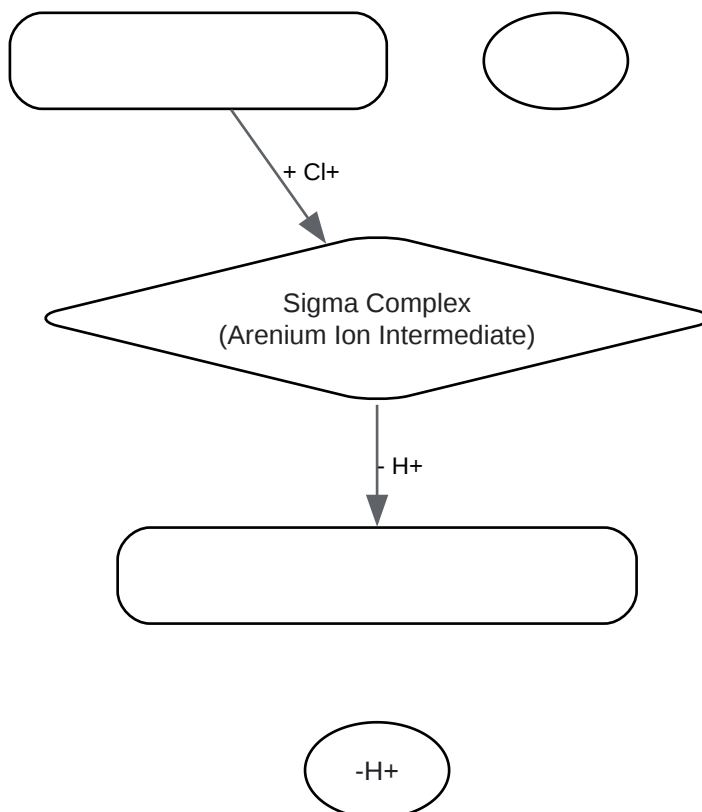 + Cl+
Sigma Complex
(Arenium Ion Intermediate)
- H+
-H+